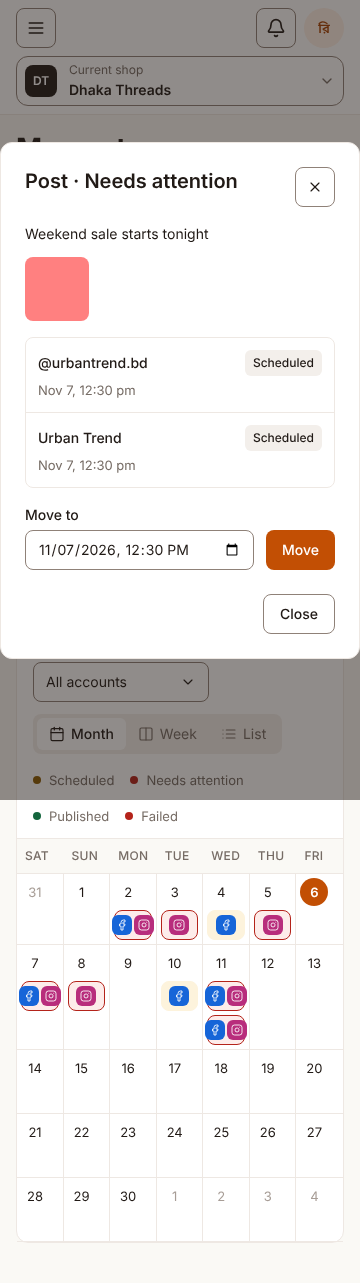 রি
DT
Current shop
Dhaka Threads
Post · Needs attention
Weekend sale starts tonight
@urbantrend.bd
Scheduled
Nov 7, 12:30 pm
Urban Trend
Scheduled
Nov 7, 12:30 pm
Move to
11/07/2026, 12:30 PM
Move
Close
All accounts
Month
Week
List
Scheduled
Needs attention
Published
Failed
SAT SUN MON TUE WED THU FRI
31 1 2 3 4 5 6
7 8 9 10 11 12 13
14 15 16 17 18 19 20
21 22 23 24 25 26 27
28 29 30 1 2 3 4